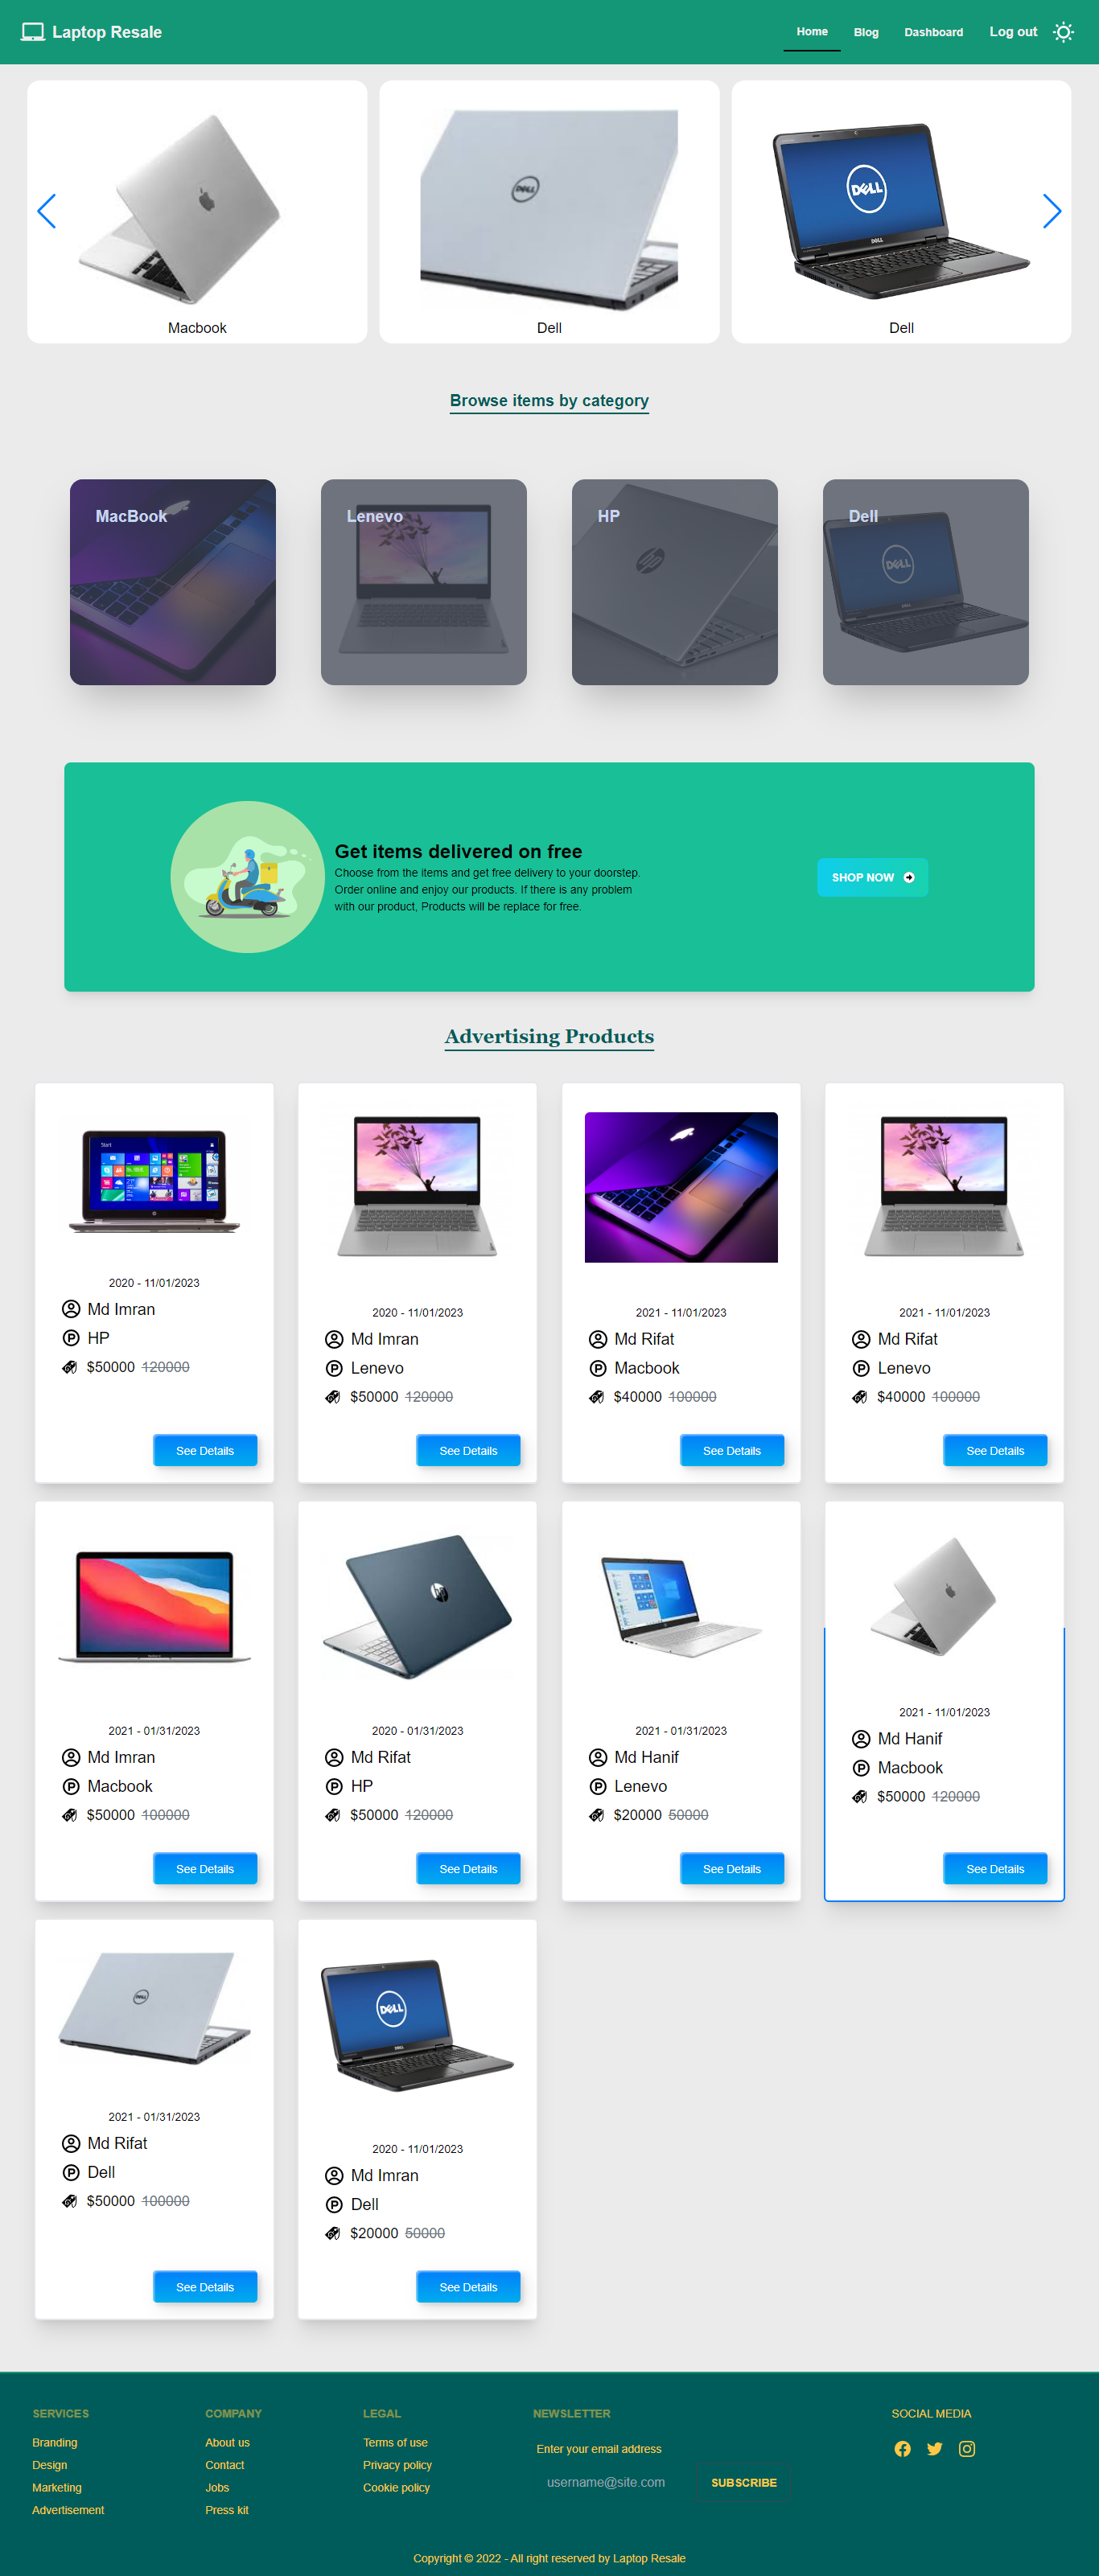 Laptop Resale
Home
Blog
Dashboard
Log out
DELL
DELL
DELL
Macbook
Dell
Dell
Browse items by category
MacBook
Lenevo
HP
Dell
hp
DELL
Get items delivered on free
Choose from the items and get free delivery to your doorstep.
Order online and enjoy our products. If there is any problem
with our product, Products will be replace for free.
SHOP NOW
Advertising Products
Start
2020 - 11/01/2023
Md Imran
HP
$50000 120000
See Details
2020 - 11/01/2023
Md Imran
Lenevo
$50000 120000
See Details
2021 - 11/01/2023
Md Rifat
Macbook
$40000 100000
See Details
2021 - 11/01/2023
Md Rifat
Lenevo
$40000 100000
See Details
2021 - 01/31/2023
Md Imran
Macbook
$50000 100000
See Details
hp
2020 - 01/31/2023
Md Rifat
HP
$50000 120000
See Details
2021 - 01/31/2023
Md Hanif
Lenevo
$20000 50000
See Details
2021 - 11/01/2023
Md Hanif
Macbook
$50000 120000
See Details
DELL
2021 - 01/31/2023
Md Rifat
Dell
$50000 100000
See Details
DELL
DELL
2020 - 11/01/2023
Md Imran
Dell
$20000 50000
See Details
SERVICES
Branding
Design
Marketing
Advertisement
COMPANY
About us
Contact
Jobs
Press kit
LEGAL
Terms of use
Privacy policy
Cookie policy
NEWSLETTER
Enter your email address
username@site.com
SUBSCRIBE
SOCIAL MEDIA
Copyright © 2022 - All right reserved by Laptop Resale